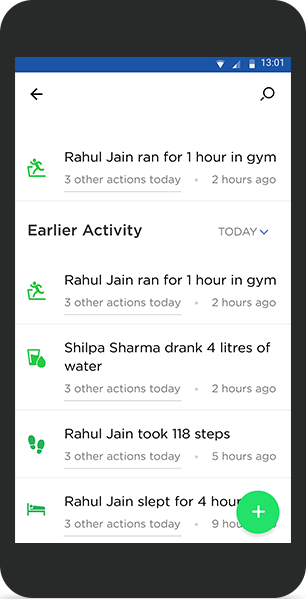 13:01
Rahul Jain ran for 1 hour in gym
3 other actions today • 2 hours ago
Earlier Activity TODAY
Rahul Jain ran for 1 hour in gym
3 other actions today • 2 hours ago
Shilpa Sharma drank 4 litres of
water
3 other actions today • 2 hours ago
Rahul Jain took 118 steps
3 other actions today • 5 hours ago
Rahul Jain slept for 4
3 other actions today • 9